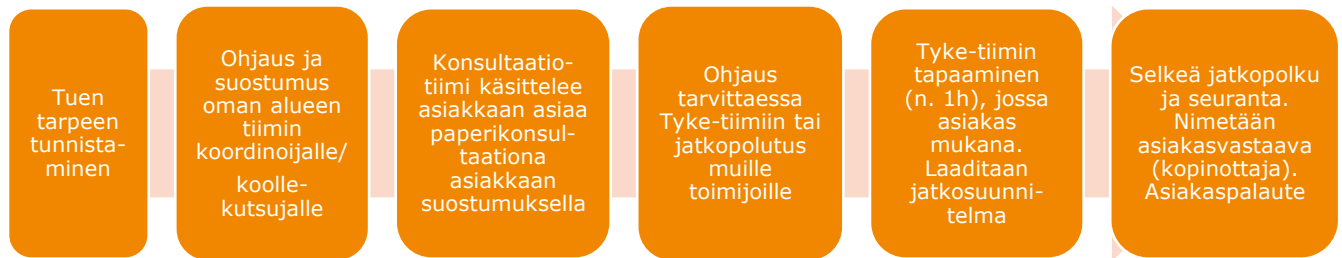 Tuen
tarpeen
tunnista-
minen
Ohjaus ja
suostumus
oman alueen
tiimin
koordinoijalle/
koolle-
kutsujalle
Konsultaatio-
tiimi käsittelee
asiakkaan asiaa
paperikonsul-
taationa
asiakkaan
suostumuksella
Ohjaus
tarvittaessa
Tyke-tiimiin tai
jatkopolutus
muille
toimijoille
Tyke-tiimin
tapaaminen
(n. 1h), jossa
asiakas
mukana.
Laaditaan
jatkosuunni-
telma
Selkeä jatkopolku
ja seuranta.
Nimetään
asiakasvastaava
(kopinottaja).
Asiakaspalaute